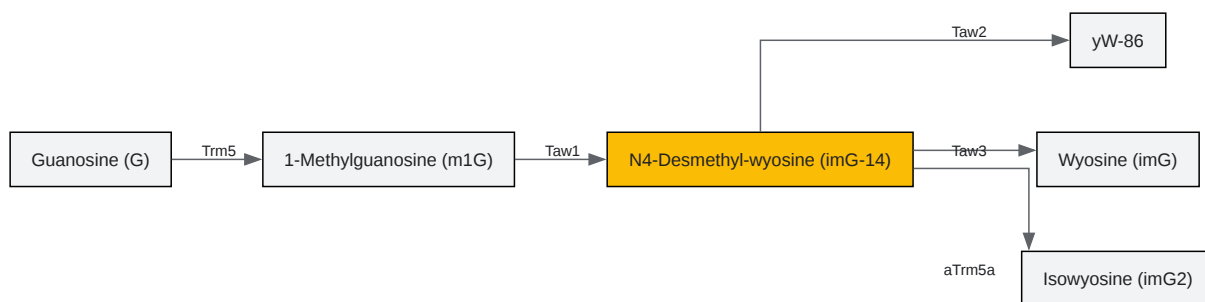 Taw2
yW-86
Guanosine (G)
Trm5
1-Methylguanosine (m1G)
Taw1
N4-Desmethyl-wyosine (imG-14)
Taw3
Wyosine (imG)
aTrm5a
Isowyosine (imG2)